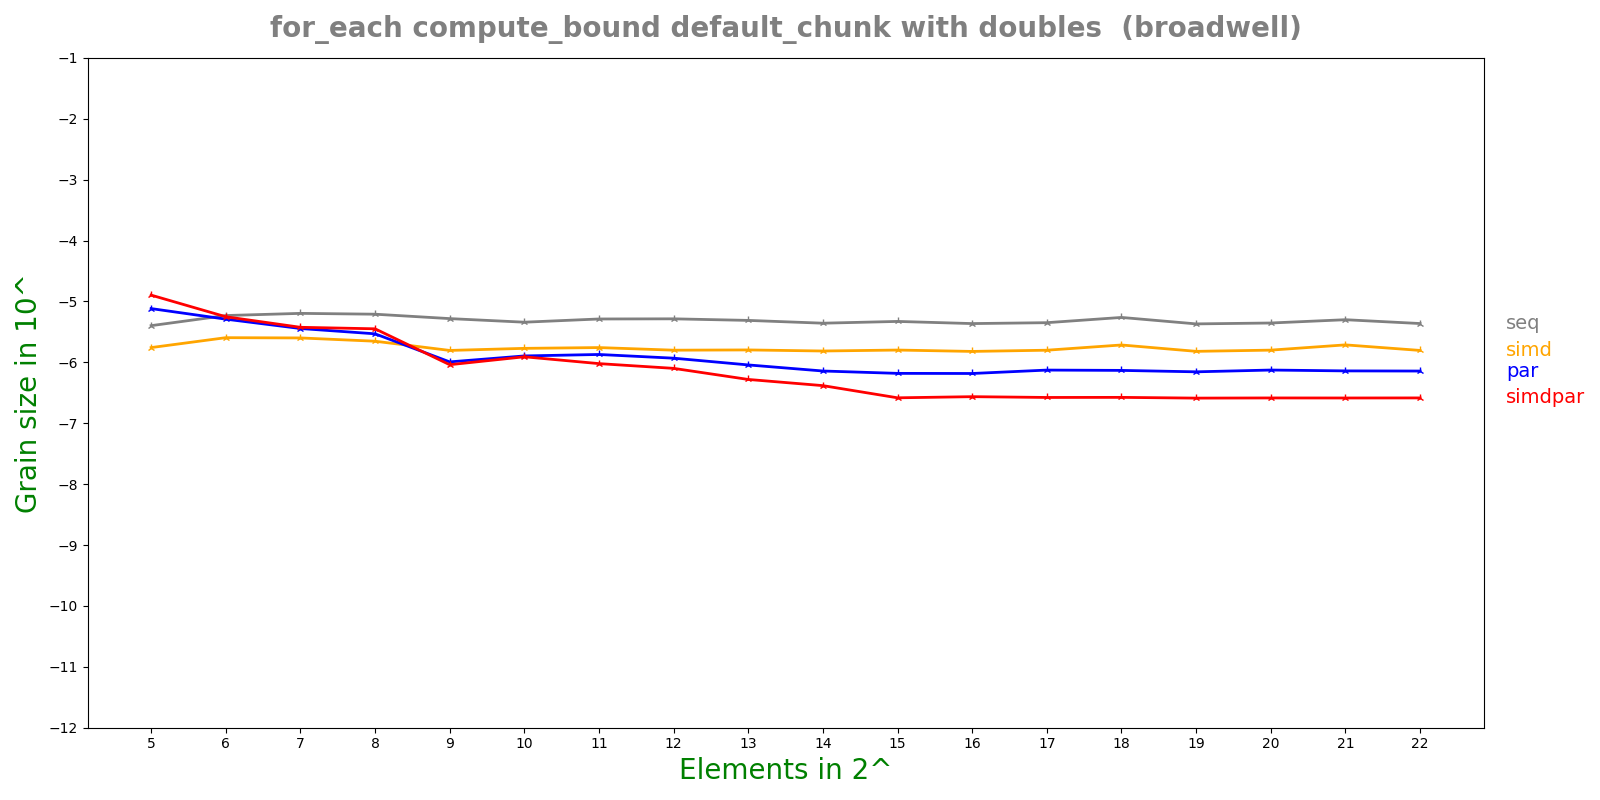 for_each compute_bound default_chunk with doubles  (broadwell)
Grain size in 10^
−1
−2
−3
−4
−5
−6
−7
−8
−9
−10
−11
−12
seq
simd
par
simdpar
5 6 7 8 9 10 11 12 13 14 15 16 17 18 19 20 21 22
Elements in 2^